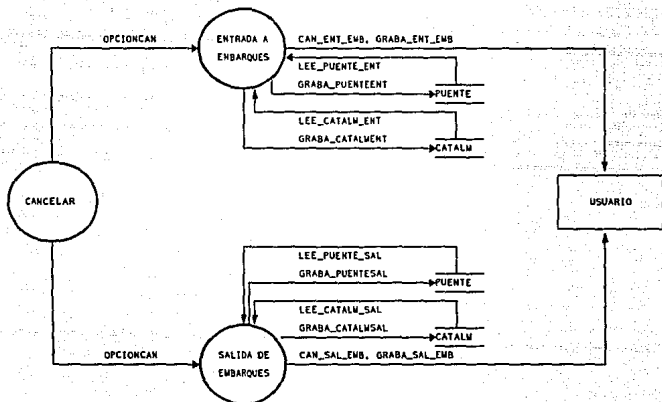 OPCIONCAN
ENTRADA A
EMBARQUES
CAN_ENT_EMB, GRABA_ENT_EMB
LEE_PUENTE_ENT
GRABA_PUENTEENT
PUENTE
LEE_CATALM_ENT
GRABA_CATALMENT
CATALM
CANCELAR
USUARIO
LEE_PUENTE_SAL
GRABA_PUENTESAL
PUENTE
LEE_CATALM_SAL
GRABA_CATALMSAL
CATALM
OPCIONCAN
SALIDA DE
EMBARQUES
CAN_SAL_EMB, GRABA_SAL_EMB